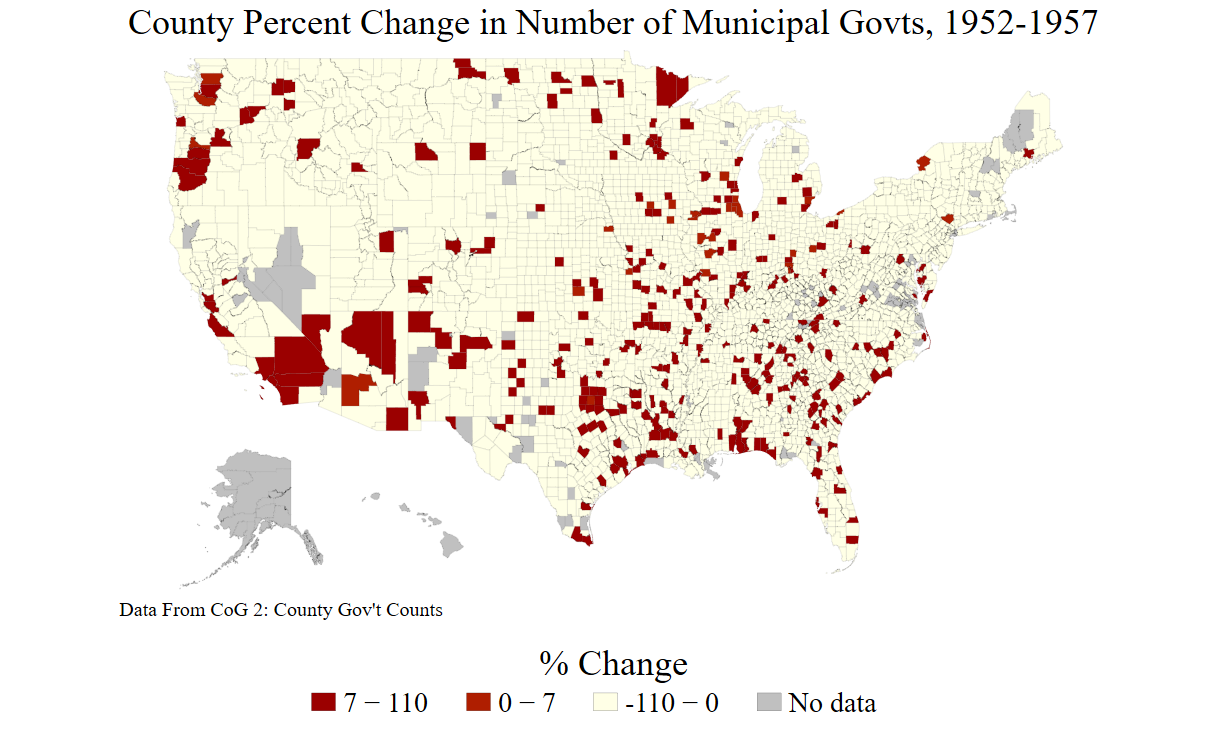 County Percent Change in Number of Municipal Govts, 1952-1957
Data From CoG 2: County Gov't Counts
% Change
7 − 110 0 − 7 -110 − 0 No data